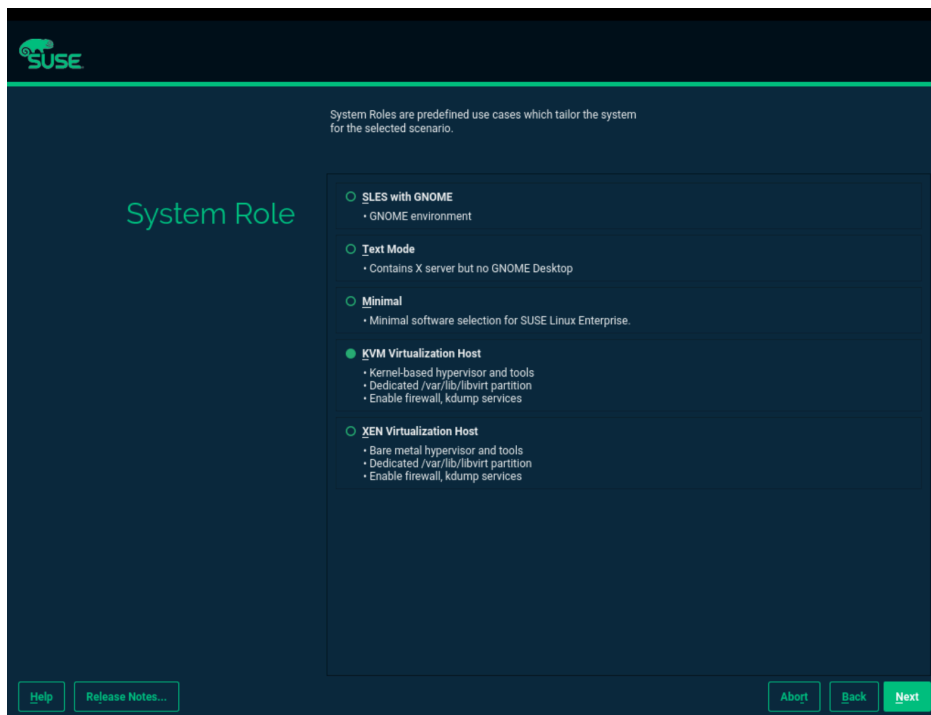 SUSE
System Roles are predefined use cases which tailor the system
for the selected scenario.
System Role
SLES with GNOME
• GNOME environment
Text Mode
• Contains X server but no GNOME Desktop
Minimal
• Minimal software selection for SUSE Linux Enterprise.
KVM Virtualization Host
• Kernel-based hypervisor and tools
• Dedicated /var/lib/libvirt partition
• Enable firewall, kdump services
XEN Virtualization Host
• Bare metal hypervisor and tools
• Dedicated /var/lib/libvirt partition
• Enable firewall, kdump services
Help
Release Notes...
Abort
Back
Next